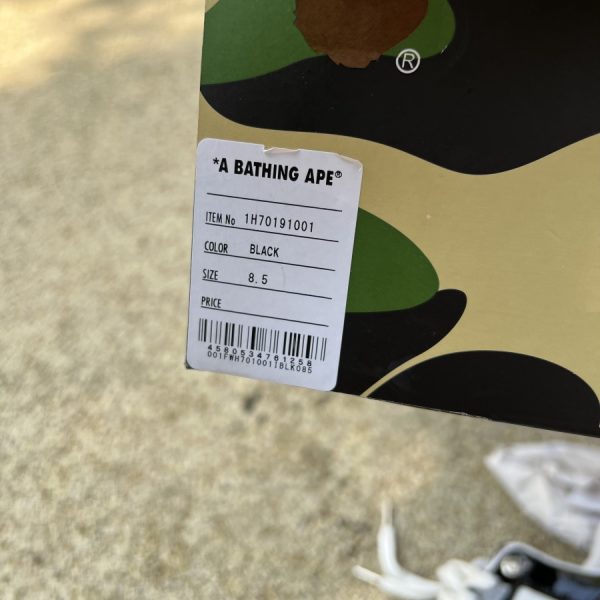 ®
*A BATHING APE®
ITEM No 1H70191001
COLOR BLACK
SIZE 8.5
PRICE
4580534761258
001FWH701001IBLK085